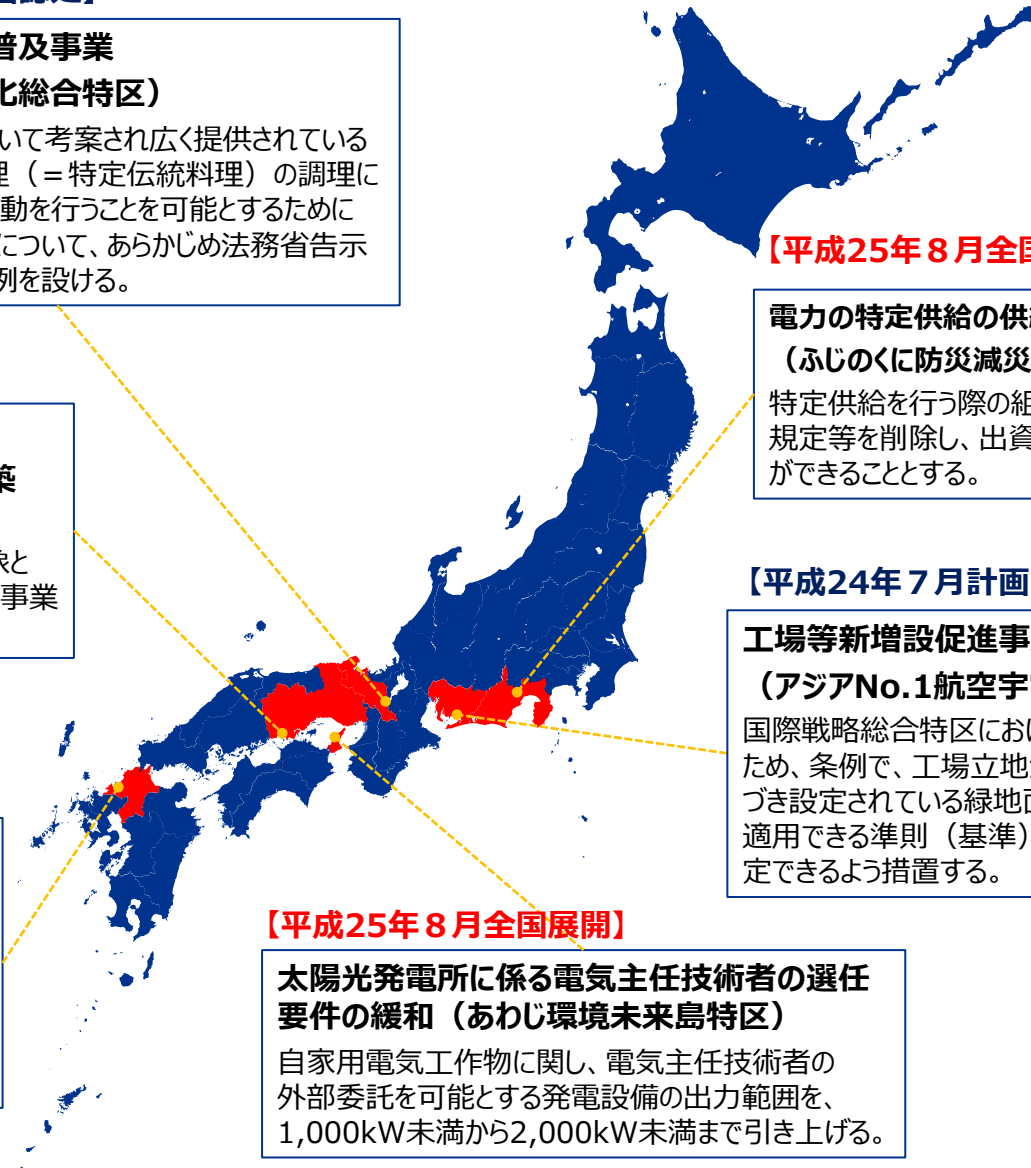 普及事業
化総合特区）
いて考案され広く提供されている
理（＝特定伝統料理）の調理に
動を行うことを可能とするために
について、あらかじめ法務省告示
例を設ける。
築
象と
事業
【平成25年８月全国
電力の特定供給の供
（ふじのくに防災減災
特定供給を行う際の組
規定等を削除し、出資
ができることとする。
【平成24年７月計画
工場等新増設促進事
（アジアNo.1航空宇
国際戦略総合特区にお
ため、条例で、工場立地
づき設定されている緑地面
適用できる準則（基準）
定できるよう措置する。
【平成25年８月全国展開】
太陽光発電所に係る電気主任技術者の選任
要件の緩和（あわじ環境未来島特区）
自家用電気工作物に関し、電気主任技術者の
外部委託を可能とする発電設備の出力範囲を、
1,000kW未満から2,000kW未満まで引き上げる。